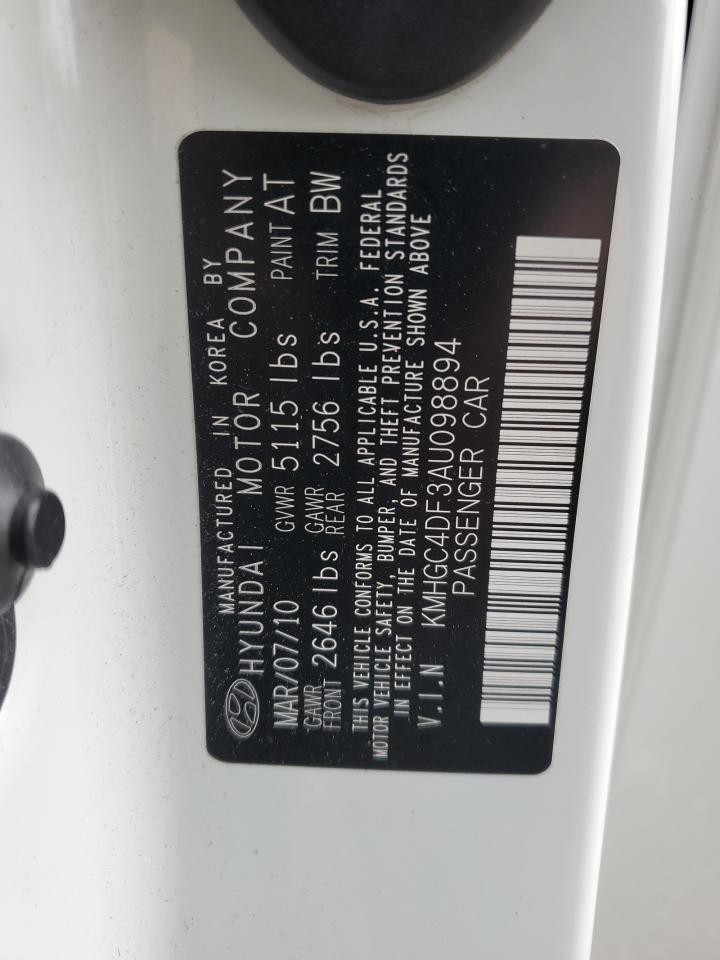 MANUFACTURED IN KOREA BY
HYUNDAI MOTOR COMPANY
MAR/07/10 GVWR 5115 lbs PAINT AT
GAWR FRONT 2646 lbs GAWR REAR 2756 lbs TRIM BW
THIS VEHICLE CONFORMS TO ALL APPLICABLE U.S.A. FEDERAL
MOTOR VEHICLE SAFETY, BUMPER, AND THEFT PREVENTION STANDARDS
IN EFFECT ON THE DATE OF MANUFACTURE SHOWN ABOVE
V.I.N KMHGC4DF3AU098894
PASSENGER CAR